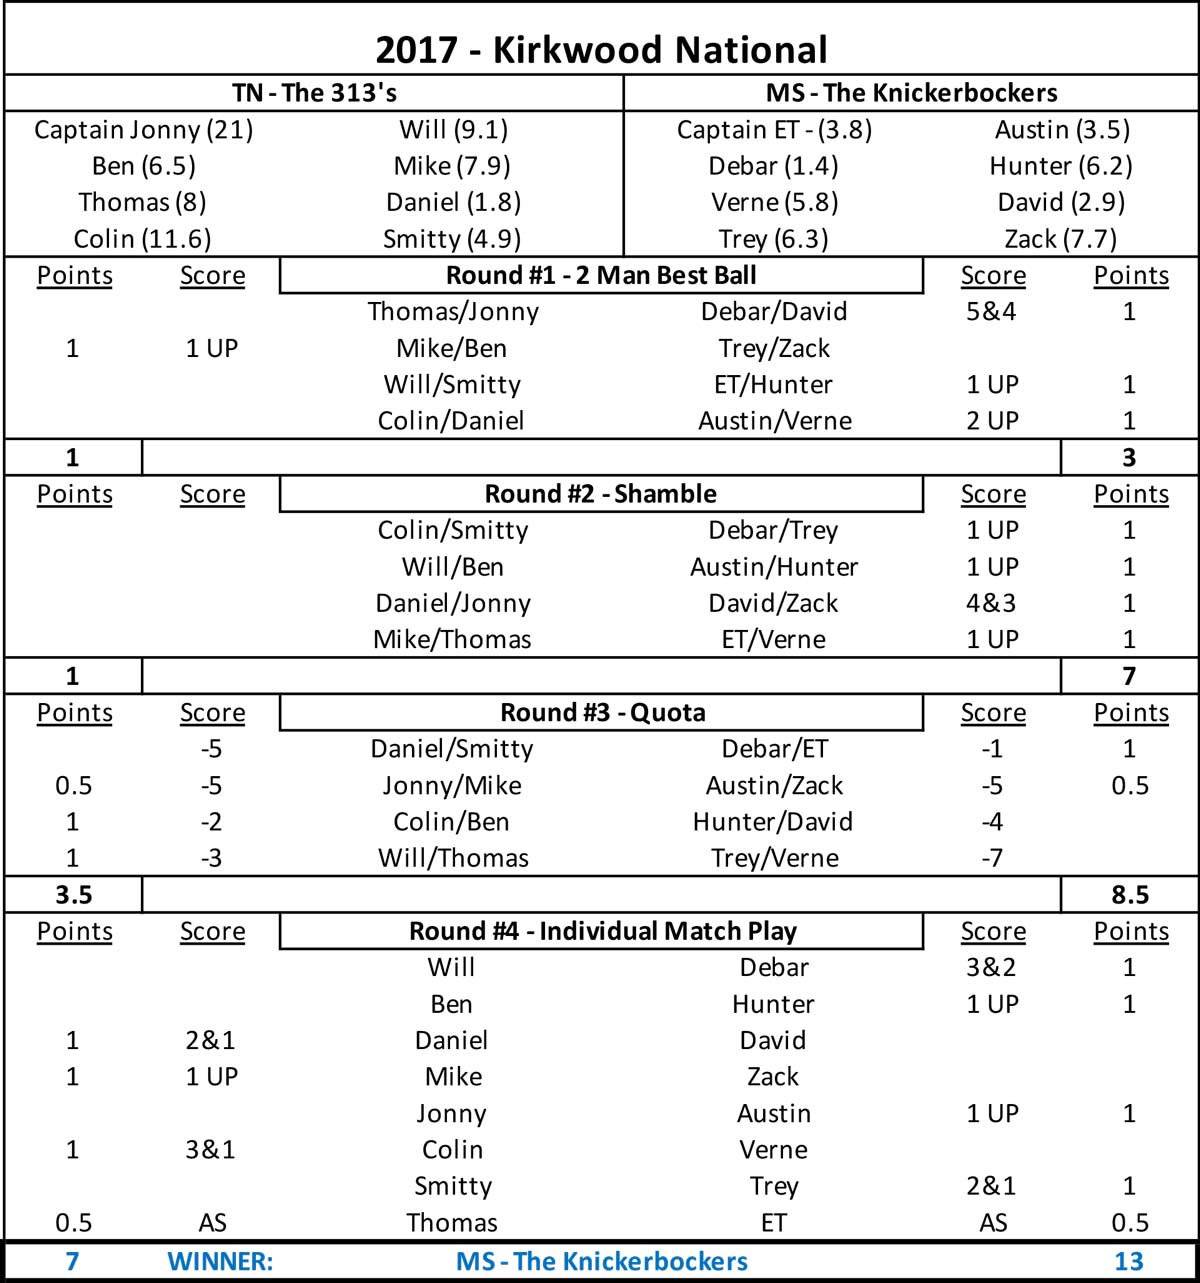 2017 - Kirkwood National
TN - The 313's MS - The Knickerbockers
Captain Jonny (21) Will (9.1) Captain ET - (3.8) Austin (3.5)
Ben (6.5) Mike (7.9) Debar (1.4) Hunter (6.2)
Thomas (8) Daniel (1.8) Verne (5.8) David (2.9)
Colin (11.6) Smitty (4.9) Trey (6.3) Zack (7.7)
Points Score Round #1 - 2 Man Best Ball Score Points
Thomas/Jonny Debar/David 5&4 1
1 1 UP Mike/Ben Trey/Zack
Will/Smitty ET/Hunter 1 UP 1
Colin/Daniel Austin/Verne 2 UP 1
1 3
Points Score Round #2 - Shamble Score Points
Colin/Smitty Debar/Trey 1 UP 1
Will/Ben Austin/Hunter 1 UP 1
Daniel/Jonny David/Zack 4&3 1
Mike/Thomas ET/Verne 1 UP 1
1 7
Points Score Round #3 - Quota Score Points
-5 Daniel/Smitty Debar/ET -1 1
0.5 -5 Jonny/Mike Austin/Zack -5 0.5
1 -2 Colin/Ben Hunter/David -4
1 -3 Will/Thomas Trey/Verne -7
3.5 8.5
Points Score Round #4 - Individual Match Play Score Points
Will Debar 3&2 1
Ben Hunter 1 UP 1
1 2&1 Daniel David
1 1 UP Mike Zack
Jonny Austin 1 UP 1
1 3&1 Colin Verne
Smitty Trey 2&1 1
0.5 AS Thomas ET AS 0.5
7 WINNER: MS - The Knickerbockers 13